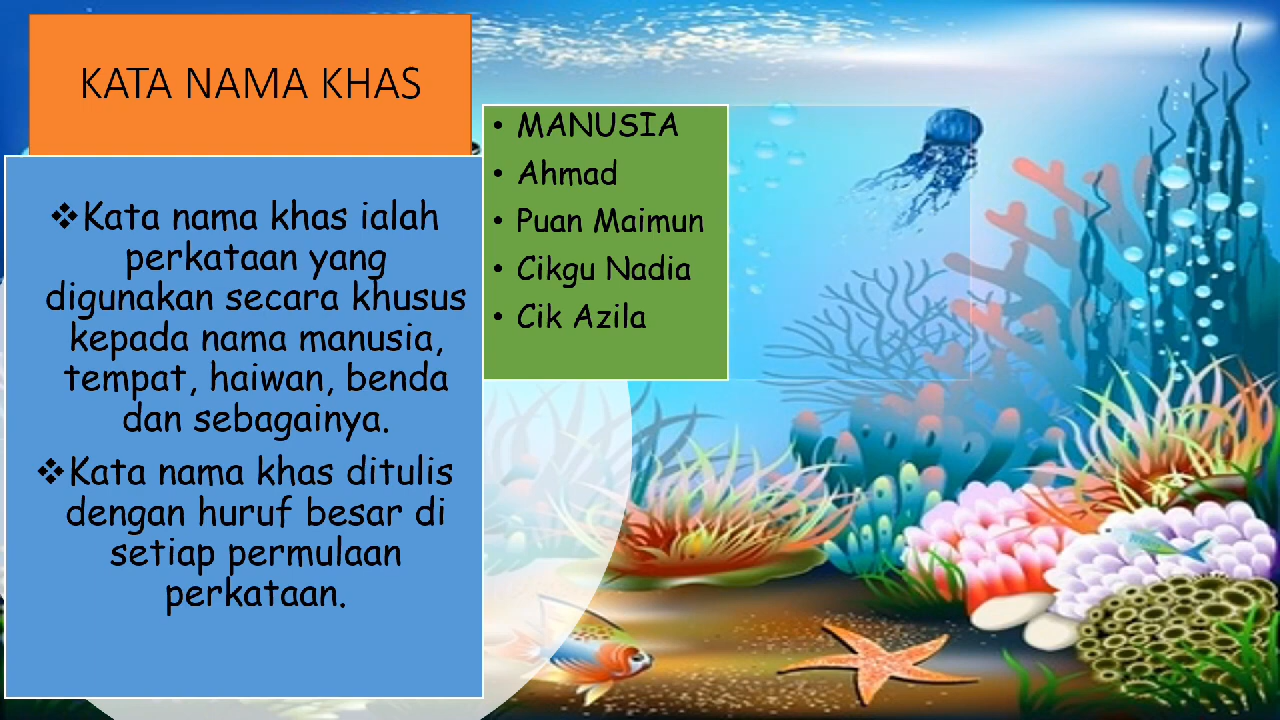 KATA NAMA KHAS
❖Kata nama khas ialah
perkataan yang
digunakan secara khusus
kepada nama manusia,
tempat, haiwan, benda
dan sebagainya.
❖Kata nama khas ditulis
dengan huruf besar di
setiap permulaan
perkataan.
• MANUSIA
• Ahmad
• Puan Maimun
• Cikgu Nadia
• Cik Azila